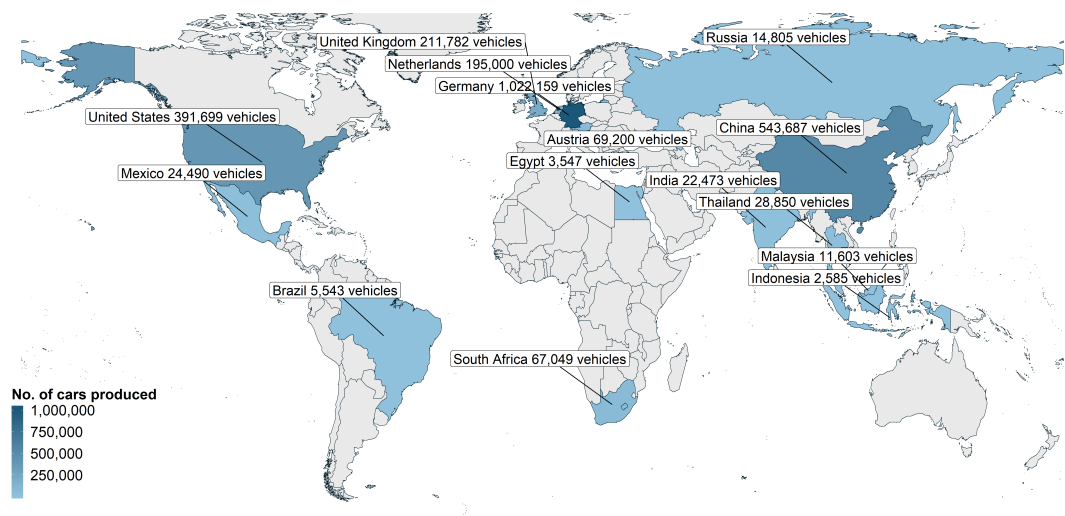 Russia 14,805 vehicles
United Kingdom 211,782 vehicles
Netherlands 195,000 vehicles
Germany 1,022,159 vehicles
United States 391,699 vehicles
China 543,687 vehicles
Austria 69,200 vehicles
Egypt 3,547 vehicles
Mexico 24,490 vehicles
India 22,473 vehicles
Thailand 28,850 vehicles
Malaysia 11,603 vehicles
Indonesia 2,585 vehicles
Brazil 5,543 vehicles
South Africa 67,049 vehicles
No. of cars produced
1,000,000
750,000
500,000
250,000